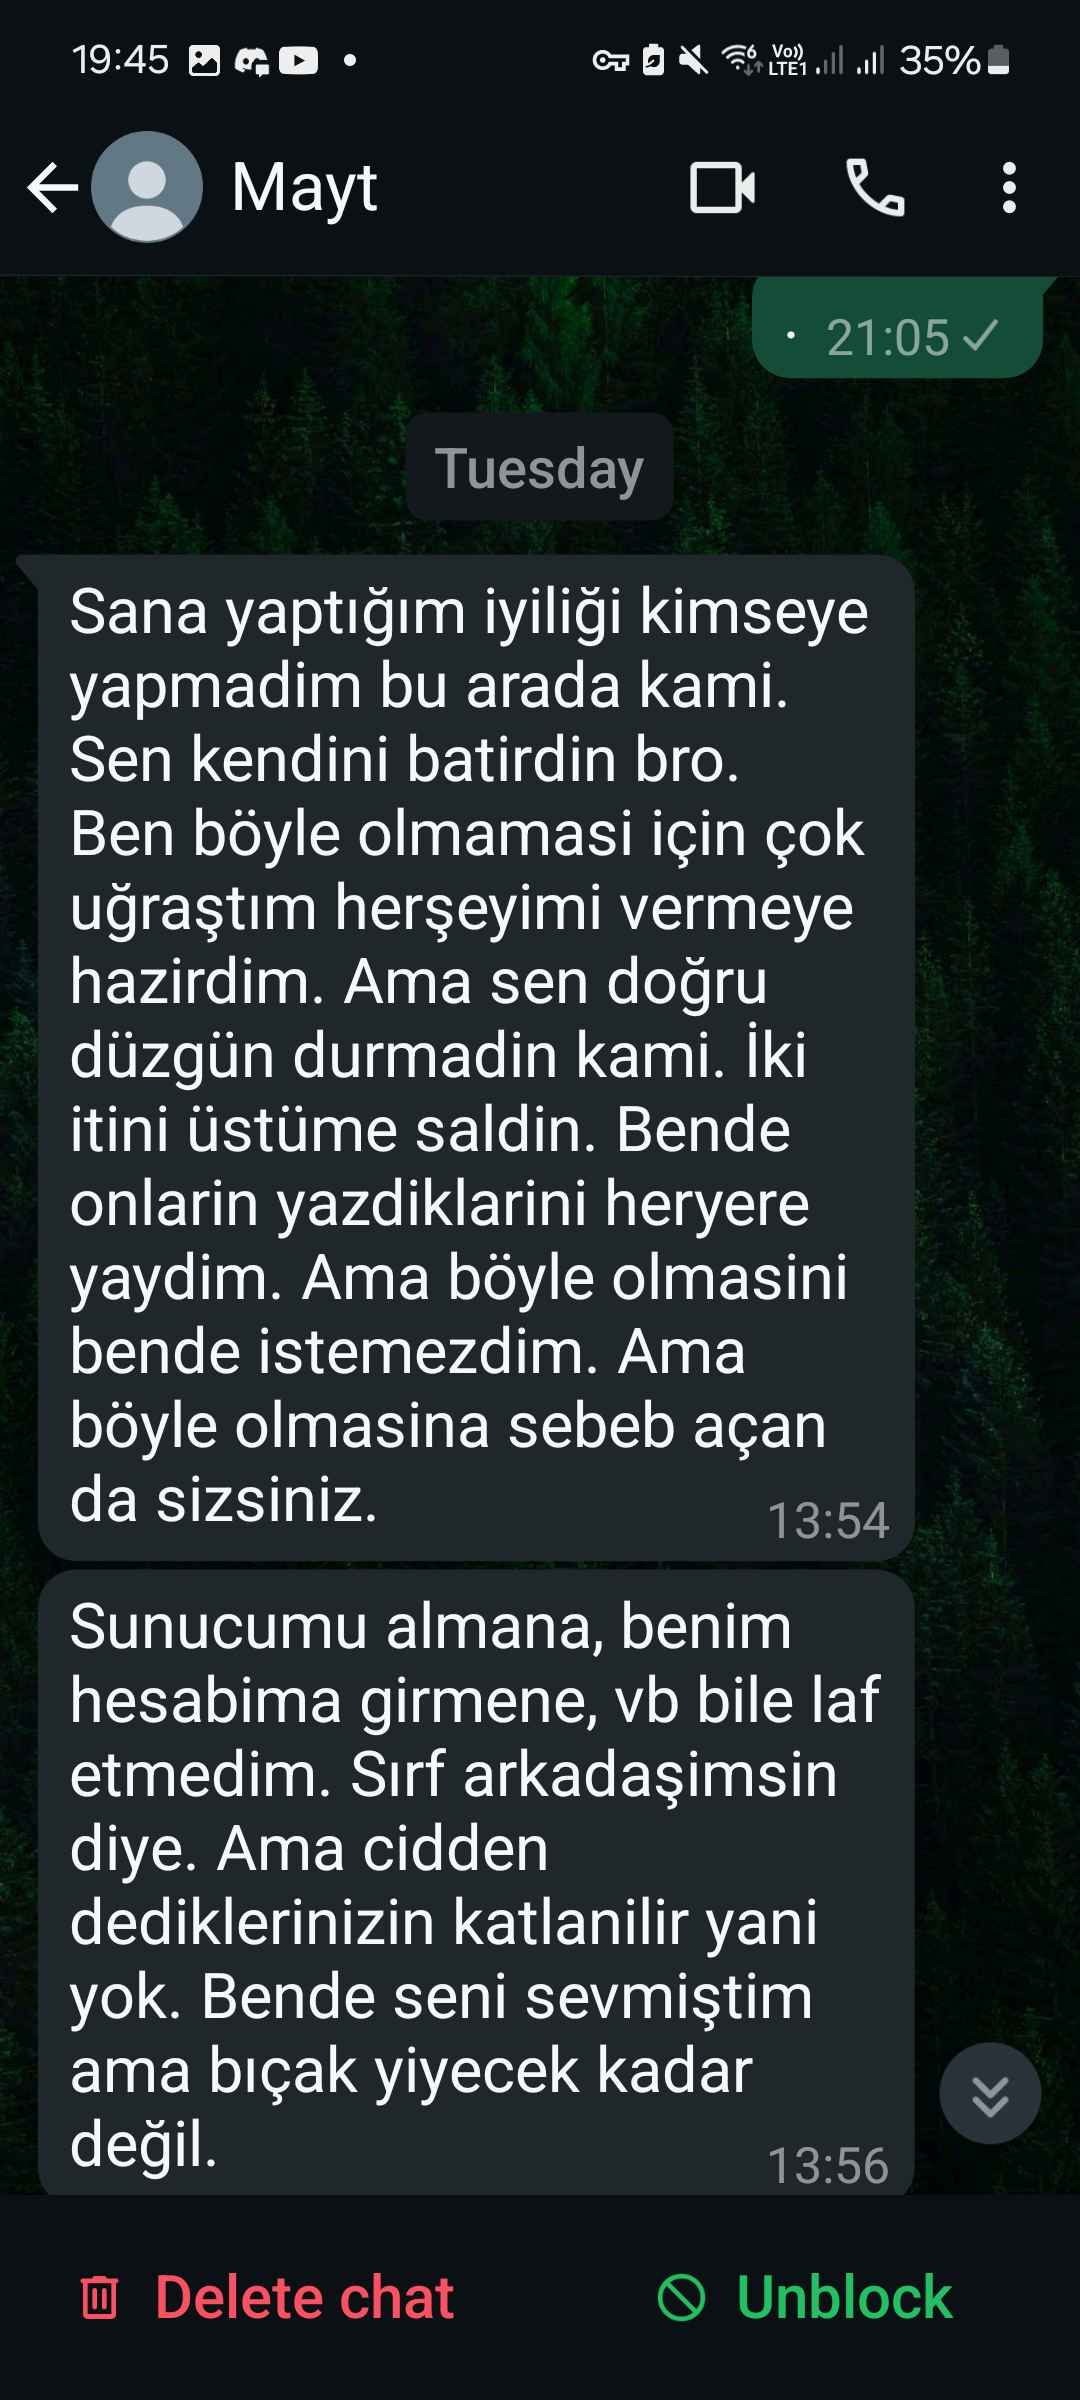 19:45
Vo))
LTE1
6
35%
Mayt
. 21:05
Tuesday
Sana yaptığım iyiliği kimseye
yapmadim bu arada kami.
Sen kendini batirdin bro.
Ben böyle olmamasi için çok
uğraştım herşeyimi vermeye
hazirdim. Ama sen doğru
düzgün durmadin kami. İki
itini üstüme saldin. Bende
onlarin yazdiklarini heryere
yaydim. Ama böyle olmasini
bende istemezdim. Ama
böyle olmasina sebeb açan
da sizsiniz.
13:54
Sunucumu almana, benim
hesabima girmene, vb bile laf
etmedim. Sırf arkadaşimsin
diye. Ama cidden
dediklerinizin katlanilir yani
yok. Bende seni sevmiştim
ama bıçak yiyecek kadar
değil.
13:56
Delete chat
Unblock